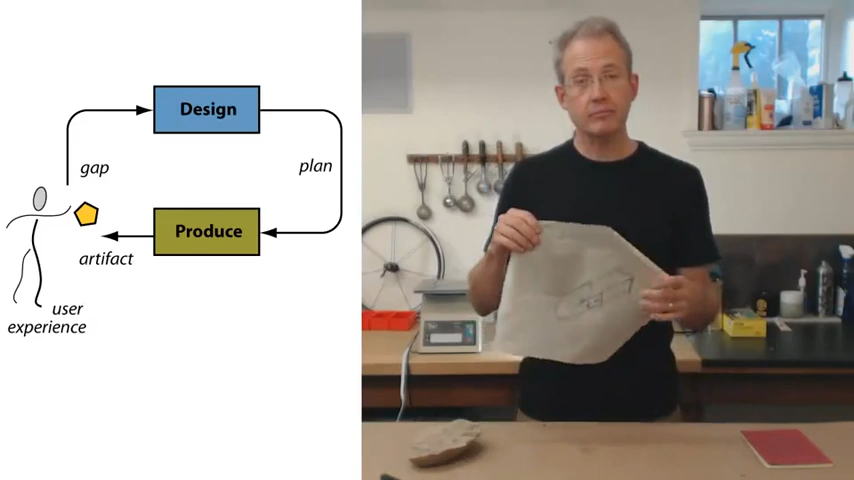 Design
gap
plan
Produce
artifact
user
experience